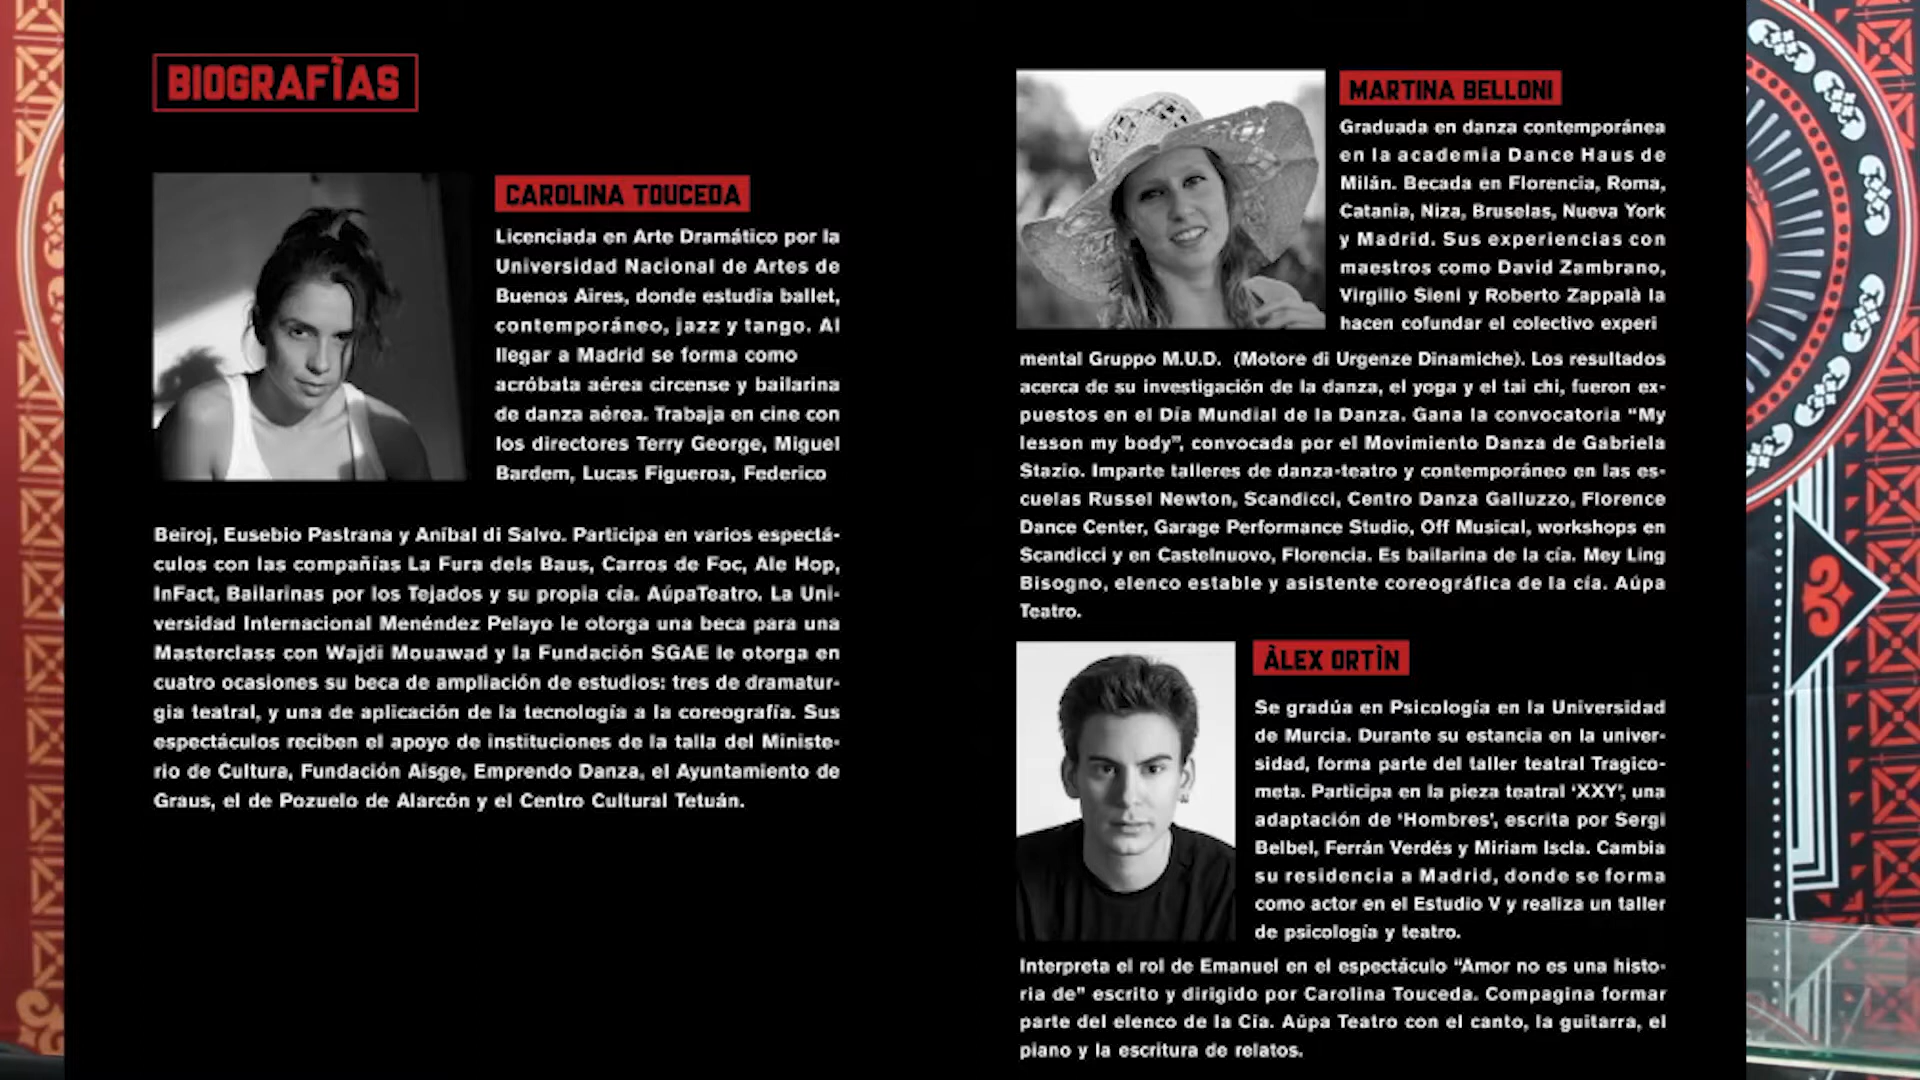 BIOGRAFÌAS
CAROLINA TOUCEDA
Licenciada en Arte Dramático por la
Universidad Nacional de Artes de
Buenos Aires, donde estudia ballet,
contemporáneo, jazz y tango. Al
llegar a Madrid se forma como
acróbata aérea circense y bailarina
de danza aérea. Trabaja en cine con
los directores Terry George, Miguel
Bardem, Lucas Figueroa, Federico
Beiroj, Eusebio Pastrana y Aníbal di Salvo. Participa en varios espectá-
culos con las compañías La Fura dels Baus, Carros de Foc, Ale Hop,
InFact, Bailarinas por los Tejados y su propia cía. AúpaTeatro. La Uni-
versidad Internacional Menéndez Pelayo le otorga una beca para una
Masterclass con Wajdi Mouawad y la Fundación SGAE le otorga en
cuatro ocasiones su beca de ampliación de estudios: tres de dramatur-
gia teatral, y una de aplicación de la tecnología a la coreografía. Sus
espectáculos reciben el apoyo de instituciones de la talla del Ministe-
rio de Cultura, Fundación Aisge, Emprendo Danza, el Ayuntamiento de
Graus, el de Pozuelo de Alarcón y el Centro Cultural Tetuán.
MARTINA BELLONI
Graduada en danza contemporánea
en la academia Dance Haus de
Milán. Becada en Florencia, Roma,
Catania, Niza, Bruselas, Nueva York
y Madrid. Sus experiencias con
maestros como David Zambrano,
Virgilio Sieni y Roberto Zappalà la
hacen cofundar el colectivo experi
mental Gruppo M.U.D. (Motore di Urgenze Dinamiche). Los resultados
acerca de su investigación de la danza, el yoga y el tai chi, fueron ex-
puestos en el Día Mundial de la Danza. Gana la convocatoria “My
lesson my body”, convocada por el Movimiento Danza de Gabriela
Stazio. Imparte talleres de danza-teatro y contemporáneo en las es-
cuelas Russel Newton, Scandicci, Centro Danza Galluzzo, Florence
Dance Center, Garage Performance Studio, Off Musical, workshops en
Scandicci y en Castelnuovo, Florencia. Es bailarina de la cía. Mey Ling
Bisogno, elenco estable y asistente coreográfica de la cía. Aúpa
Teatro.
ÀLEX ORTÌN
Se gradúa en Psicología en la Universidad
de Murcia. Durante su estancia en la univer-
sidad, forma parte del taller teatral Tragico-
meta. Participa en la pieza teatral ‘XXY’, una
adaptación de ‘Hombres’, escrita por Sergi
Belbel, Ferrán Verdés y Miriam Iscla. Cambia
su residencia a Madrid, donde se forma
como actor en el Estudio V y realiza un taller
de psicología y teatro.
Interpreta el rol de Emanuel en el espectáculo “Amor no es una histo-
ria de” escrito y dirigido por Carolina Touceda. Compagina formar
parte del elenco de la Cía. Aúpa Teatro con el canto, la guitarra, el
piano y la escritura de relatos.